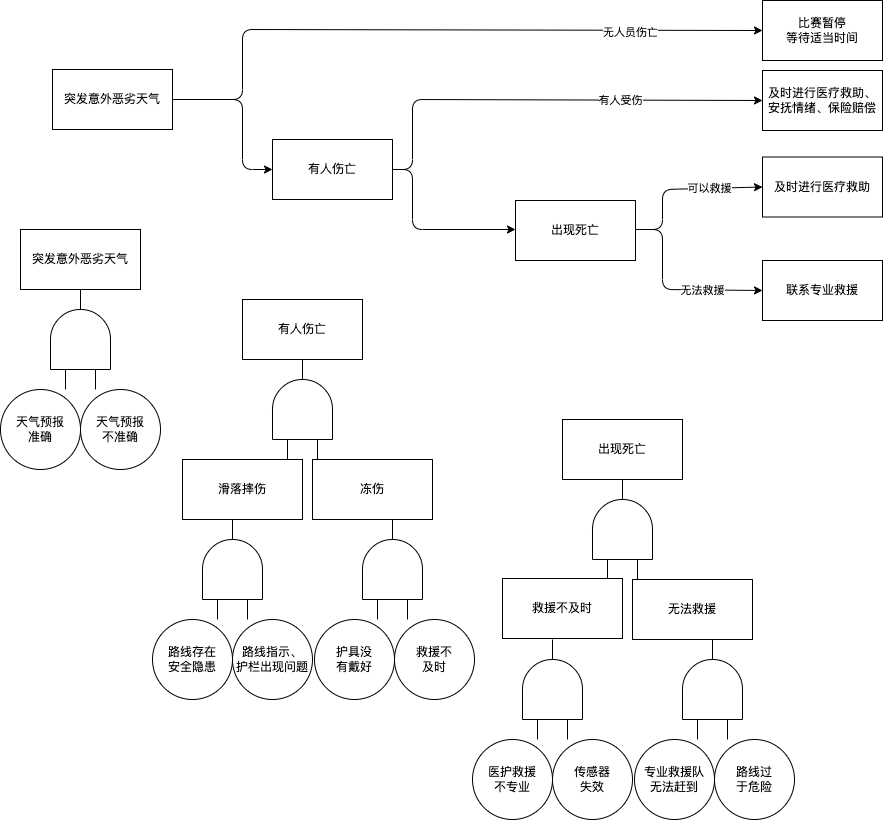 无人员伤亡
比赛暂停
等待适当时间
突发意外恶劣天气
有人受伤
及时进行医疗救助、
安抚情绪、保险赔偿
有人伤亡
可以救援
及时进行医疗救助
出现死亡
无法救援
联系专业救援
突发意外恶劣天气
天气预报
准确
天气预报
不准确
有人伤亡
滑落摔伤
冻伤
路线存在
安全隐患
路线指示、
护栏出现问题
护具没
有戴好
救援不
及时
出现死亡
救援不及时
无法救援
医护救援
不专业
传感器
失效
专业救援队
无法赶到
路线过
于危险